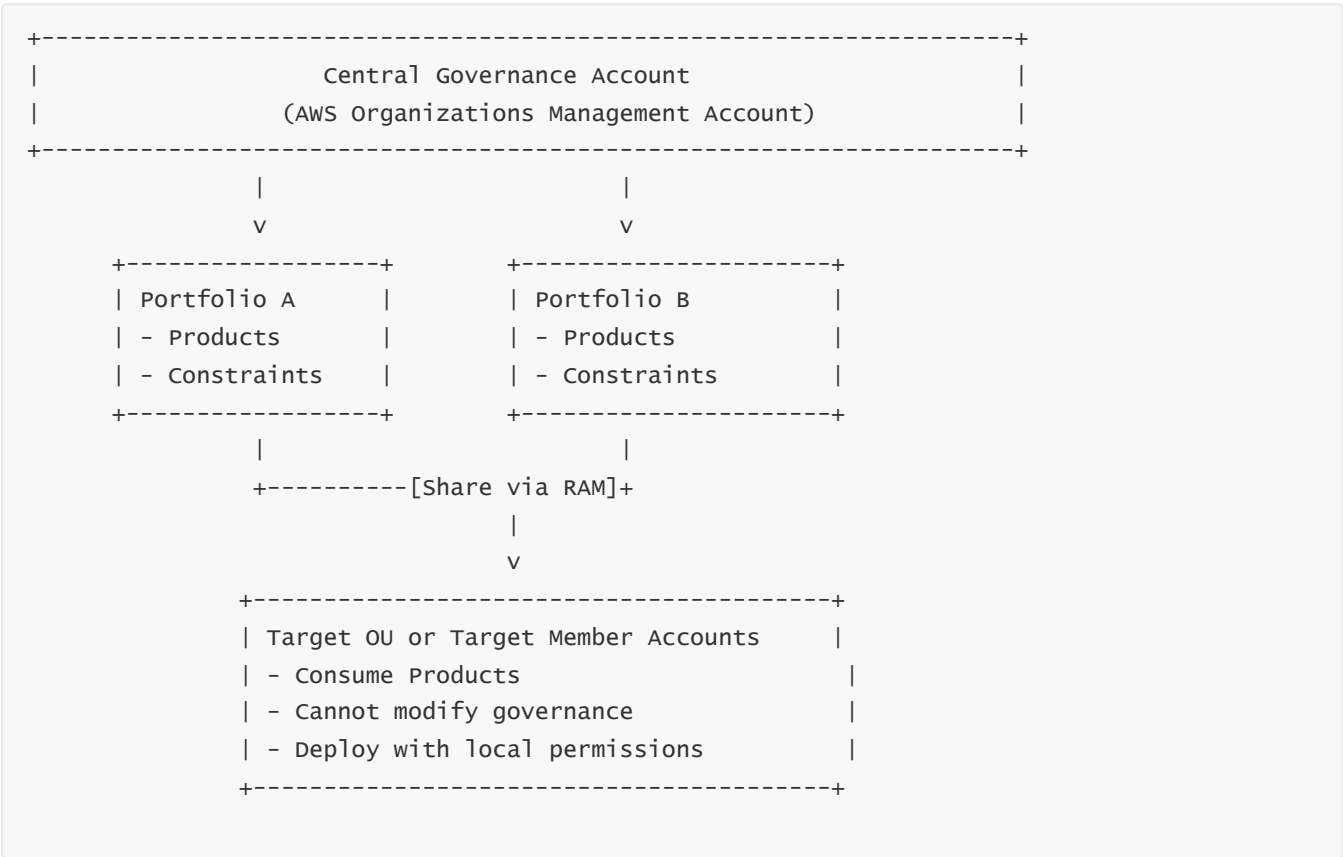 +---------------------------------------------------------------------+
|                    Central Governance Account                       |
|                 (AWS Organizations Management Account)              |
+---------------------------------------------------------------------+
                |                         |
                v                         v
      +------------------+        +----------------------+
      | Portfolio A      |        | Portfolio B          |
      | - Products       |        | - Products           |
      | - Constraints    |        | - Constraints        |
      +------------------+        +----------------------+
                |                         |
                +----------[Share via RAM]+
                                  |
                                  v
               +-----------------------------------------+
               | Target OU or Target Member Accounts     |
               | - Consume Products                       |
               | - Cannot modify governance               |
               | - Deploy with local permissions          |
               +-----------------------------------------+